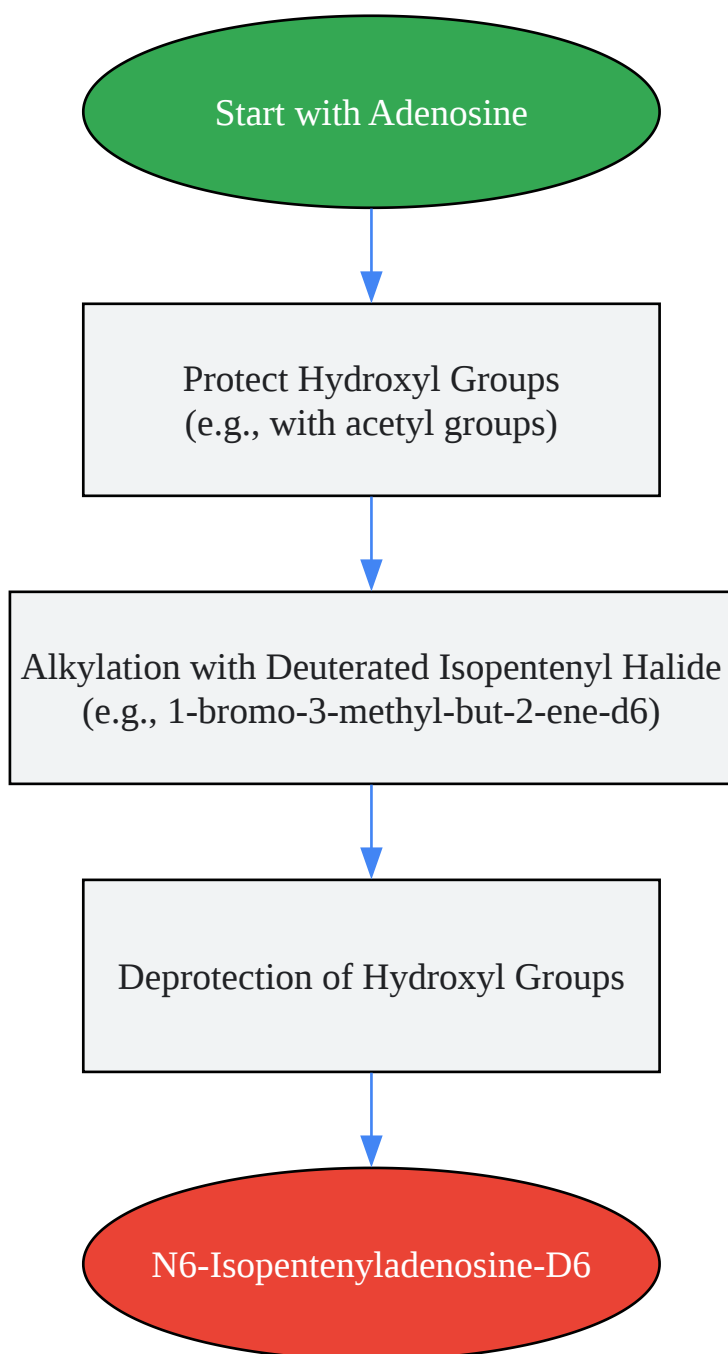 Start with Adenosine
Protect Hydroxyl Groups
(e.g., with acetyl groups)
Alkylation with Deuterated Isopentenyl Halide
(e.g., 1-bromo-3-methyl-but-2-ene-d6)
Deprotection of Hydroxyl Groups
N6-Isopentenyladenosine-D6